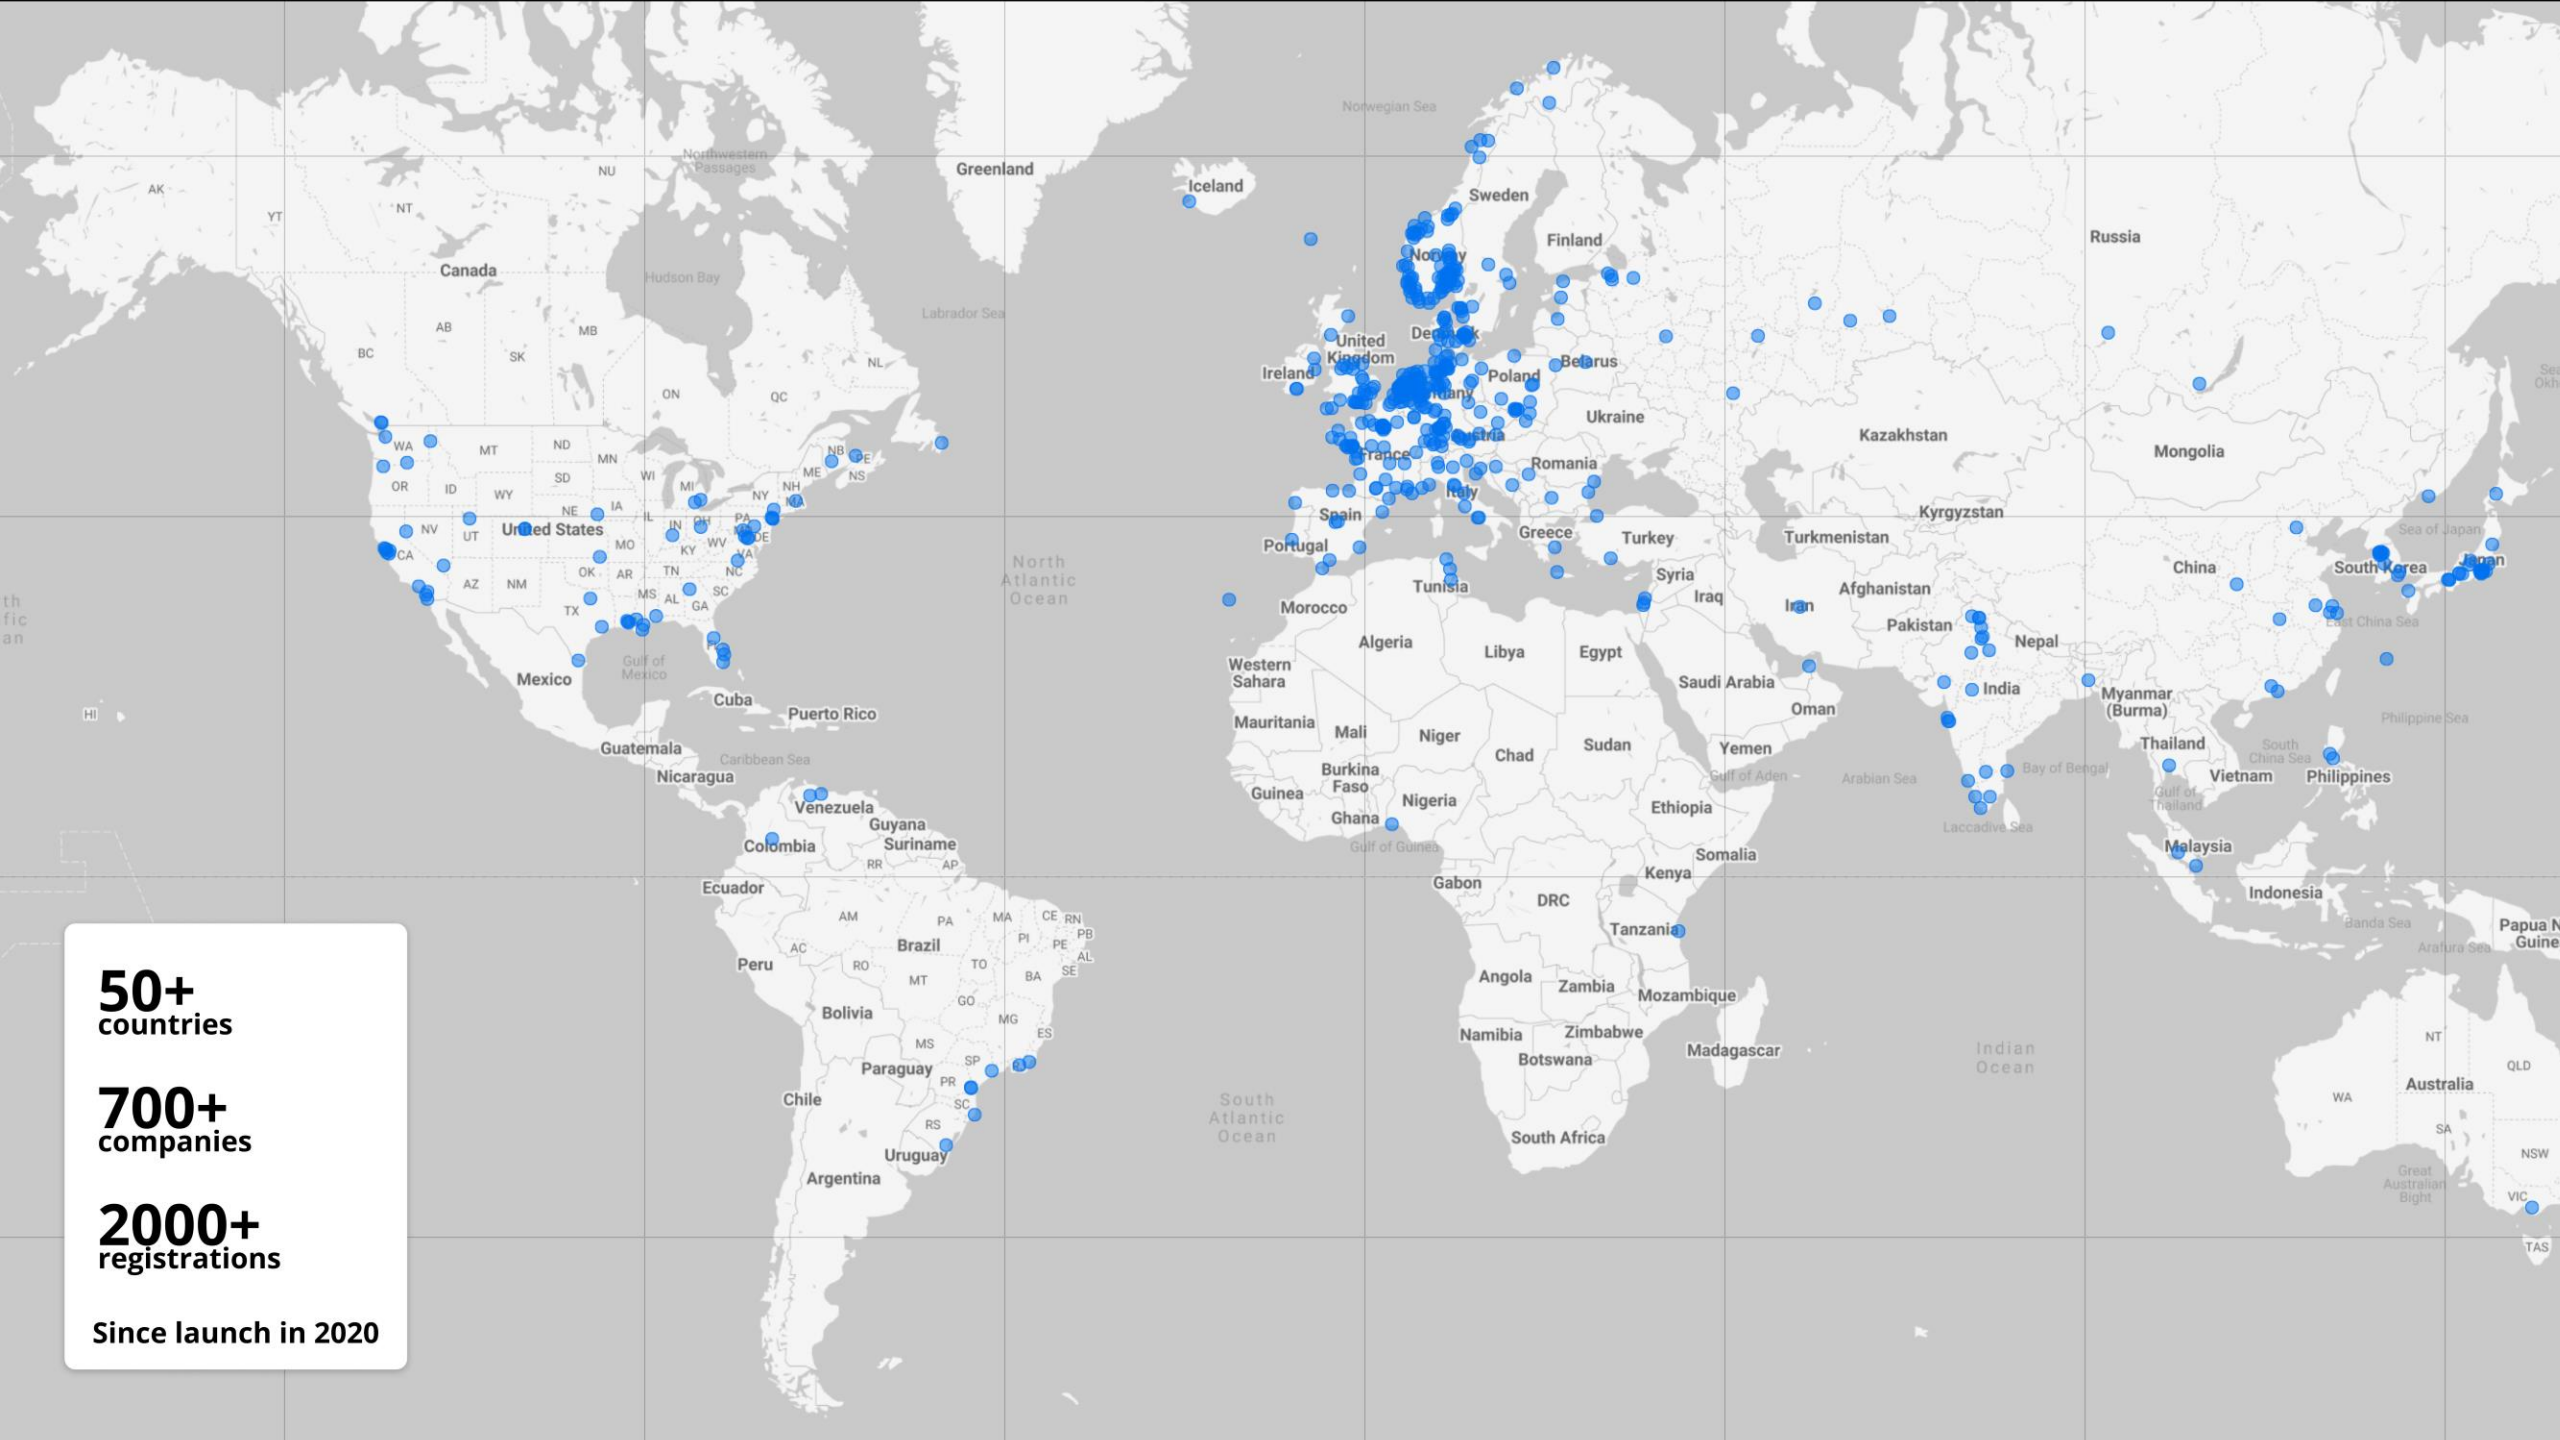 Norwegian Sea
Northwestern
Passages
Greenland
Iceland
AK
NU
YT
NT
Sweden
Finland
Russia
Norway
Canada
Hudson Bay
Labrador Sea
AB
MB
BC
SK
NL
ON
QC
United
Kingdom
Ireland
Denmark
Belarus
Poland
Ukraine
Austria
France
Romania
Kazakhstan
Mongolia
WA
MT
ND
MN
SD
WI
MI
OR
ID
WY
NE
IA
IL
IN
OH
PA
NY
NH
MA
ME
NB
PE
NS
NV
UT
United States
CA
MO
KY
WV
VA
DE
AZ
NM
OK
AR
TN
NC
SC
MS
AL
GA
TX
Italy
Spain
Portugal
Greece
Turkey
Kyrgyzstan
Turkmenistan
Sea of Japan
Japan
South Korea
China
East China Sea
North
Atlantic
Ocean
Tunisia
Morocco
Syria
Iraq
Iran
Afghanistan
Pakistan
Nepal
Algeria
Libya
Egypt
Western
Sahara
Saudi Arabia
Oman
India
Myanmar
(Burma)
Gulf of
Mexico
Mexico
Cuba
Puerto Rico
HI
Guatemala
Caribbean Sea
Nicaragua
Mauritania
Mali
Niger
Chad
Sudan
Yemen
Gulf of Aden
Arabian Sea
Bay of Bengal
Thailand
South
China Sea
Philippine Sea
Vietnam
Philippines
Gulf of
Thailand
Laccadive Sea
Burkina
Faso
Guinea
Nigeria
Ghana
Gulf of Guinea
Ethiopia
Somalia
Kenya
Venezuela
Guyana
Suriname
Colombia
Ecuador
RR
AP
Malaysia
Indonesia
Banda Sea
Arafura Sea
Papua N
Guine
Gabon
DRC
Tanzania
AM
PA
MA
CE
RN
PB
PI
PE
AL
SE
AC
Brazil
Peru
RO
TO
MT
BA
GO
Bolivia
MG
ES
MS
SP
Paraguay
PR
SC
RS
Chile
Uruguay
Argentina
Angola
Zambia
Mozambique
Namibia
Zimbabwe
Botswana
Madagascar
South Africa
South
Atlantic
Ocean
Indian
Ocean
NT
QLD
Australia
WA
SA
NSW
VIC
TAS
Great
Australian
Bight
50+
countries
700+
companies
2000+
registrations
Since launch in 2020